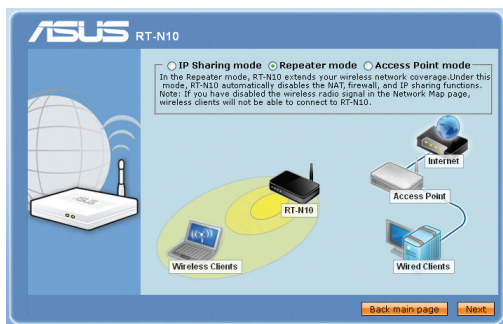 ASUS RT-N10
IP Sharing mode Repeater mode Access Point mode
In the Repeater mode, RT-N10 extends your wireless network coverage.Under this
mode, RT-N10 automatically disables the NAT, firewall, and IP sharing functions.
Note: If you have disabled the wireless radio signal in the Network Map page,
wireless clients will not be able to connect to RT-N10.
Internet
Access Point
RT-N10
Wireless Clients
Wired Clients
ASUS
Back main page Next